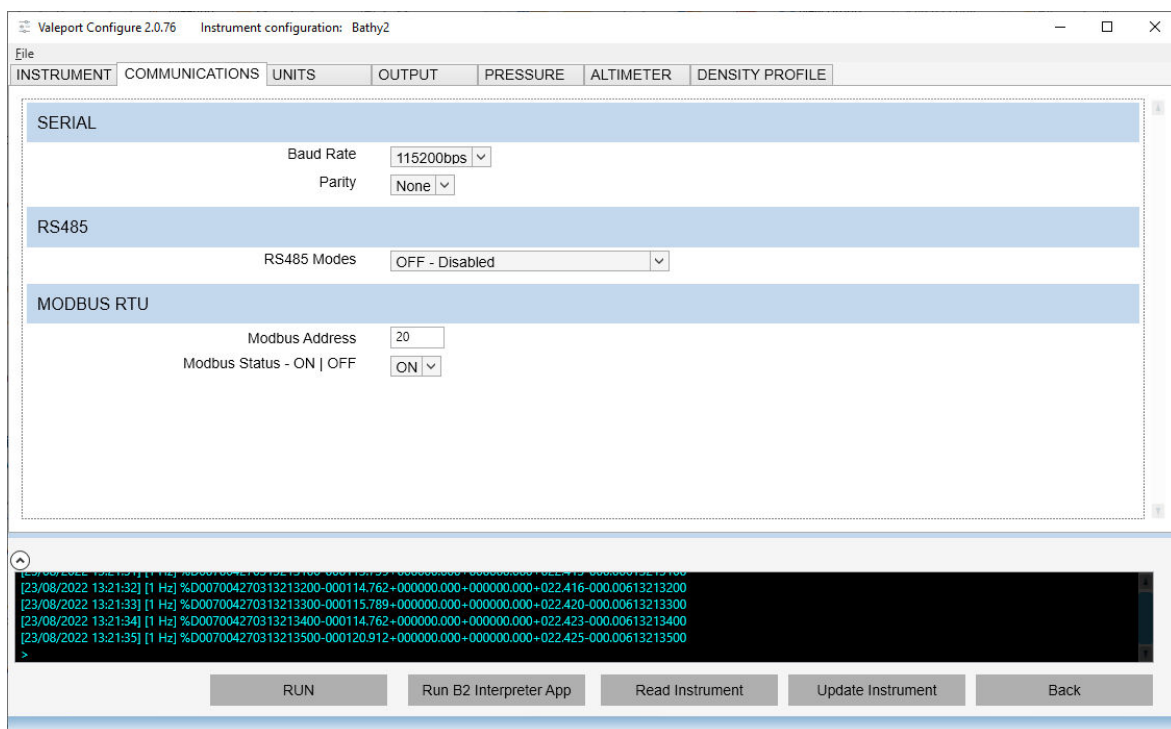 Valeport Configure 2.0.76 Instrument configuration: Bathy2
File
INSTRUMENT COMMUNICATIONS UNITS OUTPUT PRESSURE ALTIMETER DENSITY PROFILE
SERIAL
Baud Rate 115200bps
Parity None
RS485
RS485 Modes OFF - Disabled
MODBUS RTU
Modbus Address 20
Modbus Status - ON | OFF ON
[23/08/2022 13:21:32] [1 Hz] %D007004270313213200-000114.762+000000.000+000000.000+022.416-000.00613213200
[23/08/2022 13:21:33] [1 Hz] %D007004270313213300-000115.789+000000.000+000000.000+022.420-000.00613213300
[23/08/2022 13:21:34] [1 Hz] %D007004270313213400-000114.762+000000.000+000000.000+022.423-000.00613213400
[23/08/2022 13:21:35] [1 Hz] %D007004270313213500-000120.912+000000.000+000000.000+022.425-000.00613213500
>
RUN Run B2 Interpreter App Read Instrument Update Instrument Back